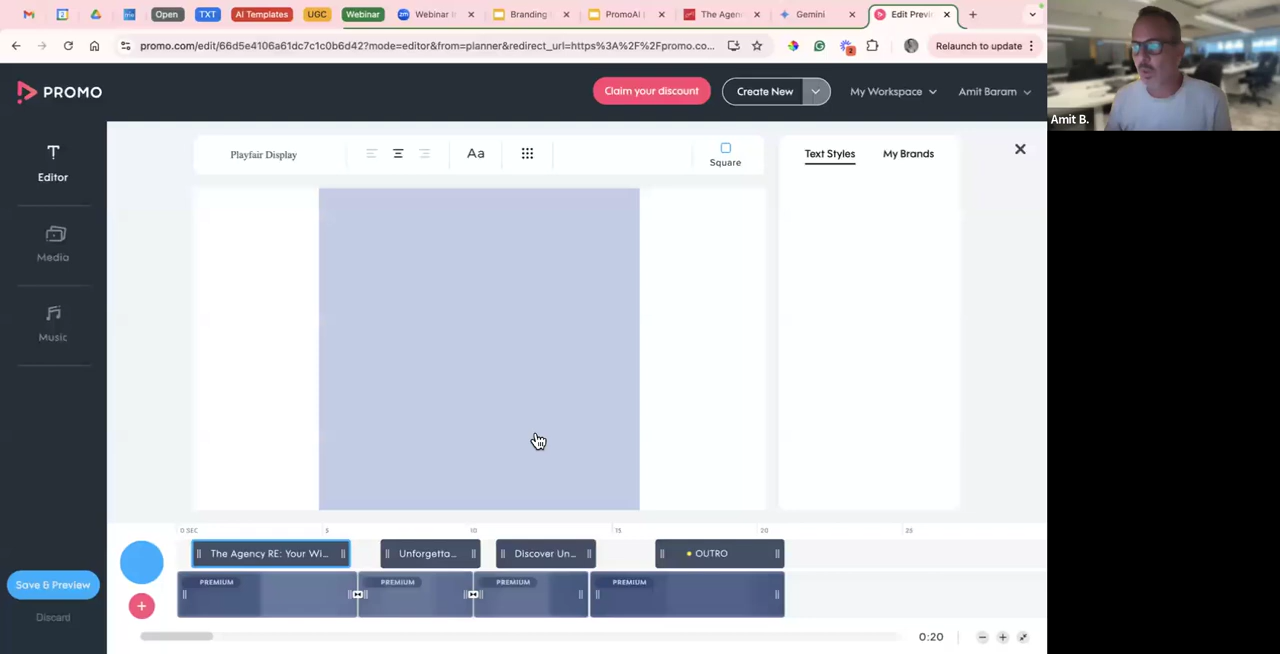 Open
TXT
AI Templates
UGC
Webinar
Webinar
Branding
PromoAI
The Agen
Gemini
Edit Previ
promo.com/edit/66d5e4106a61dc7c1c0b6d42?mode=editor&from=planner&redirect_url=https%3A%2F%2Fpromo.co...
2
Relaunch to update
PROMO
Claim your discount
Create New
My Workspace
Amit Baram
Amit B.
Editor
Media
Music
Playfair Display
Aa
Square
Text Styles
My Brands
0 SEC
5
10
15
20
25
The Agency RE: Your Wi...
Unforgetta...
Discover Un...
OUTRO
PREMIUM
PREMIUM
PREMIUM
PREMIUM
Save & Preview
Discard
0:20